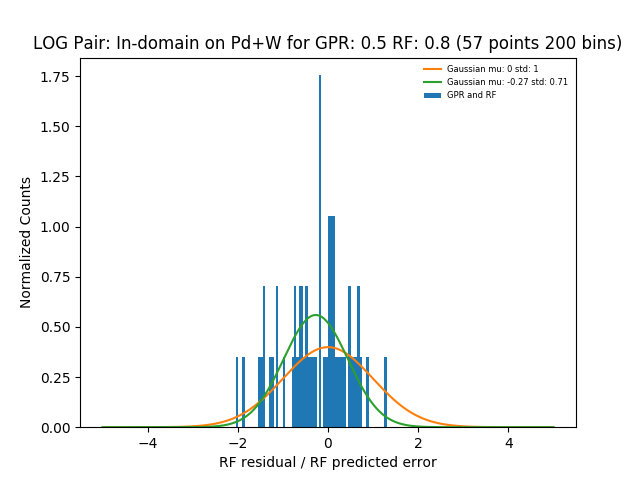 LOG Pair: In-domain on Pd+W for GPR: 0.5 RF: 0.8 (57 points 200 bins)
Gaussian mu: 0 std: 1
Gaussian mu: -0.27 std: 0.71
GPR and RF
Normalized Counts
1.75
1.50
1.25
1.00
0.75
0.50
0.25
0.00
−4 −2 0 2 4
RF residual / RF predicted error